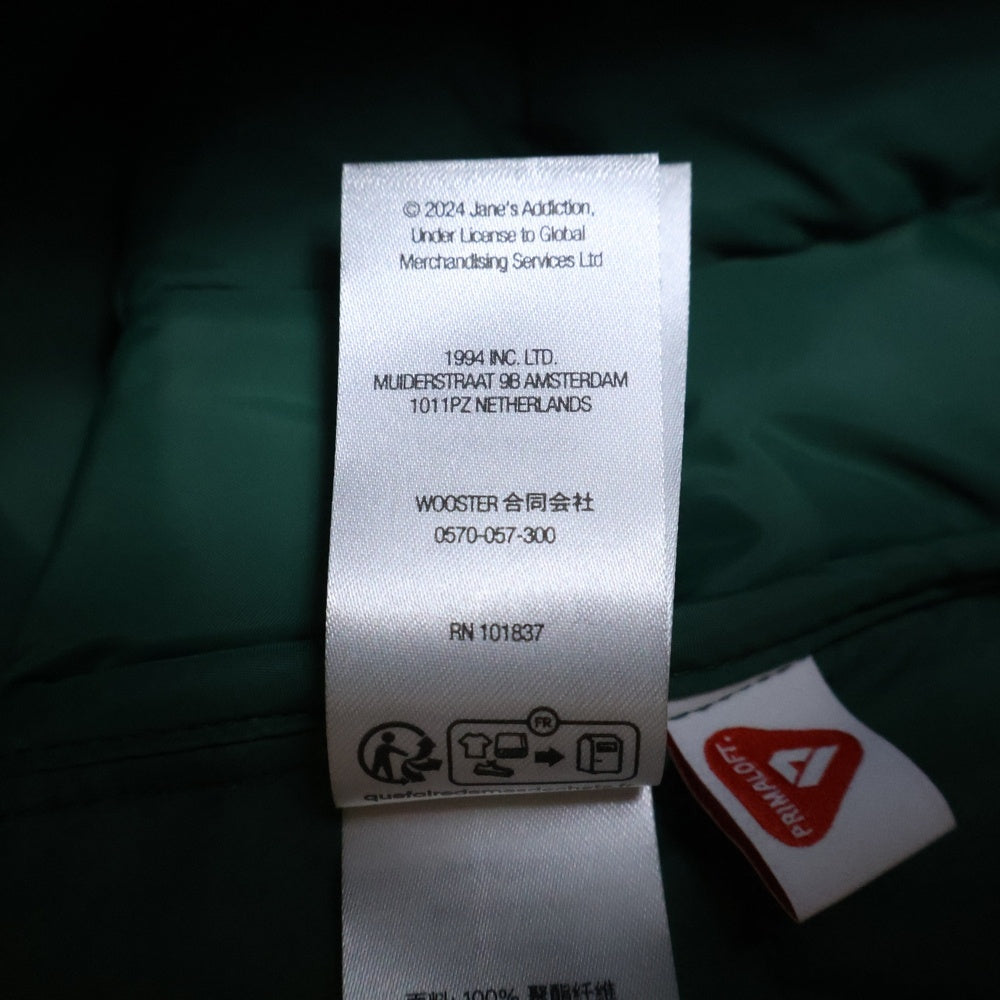 © 2024 Jane's Addiction,
Under License to Global
Merchandising Services Ltd
1994 INC. LTD.
MUIDERSTRAAT 9B AMSTERDAM
1011PZ NETHERLANDS
WOOSTER 合同会社
0570-057-300
RN 101837
FR
PRIMALOFT.
100%